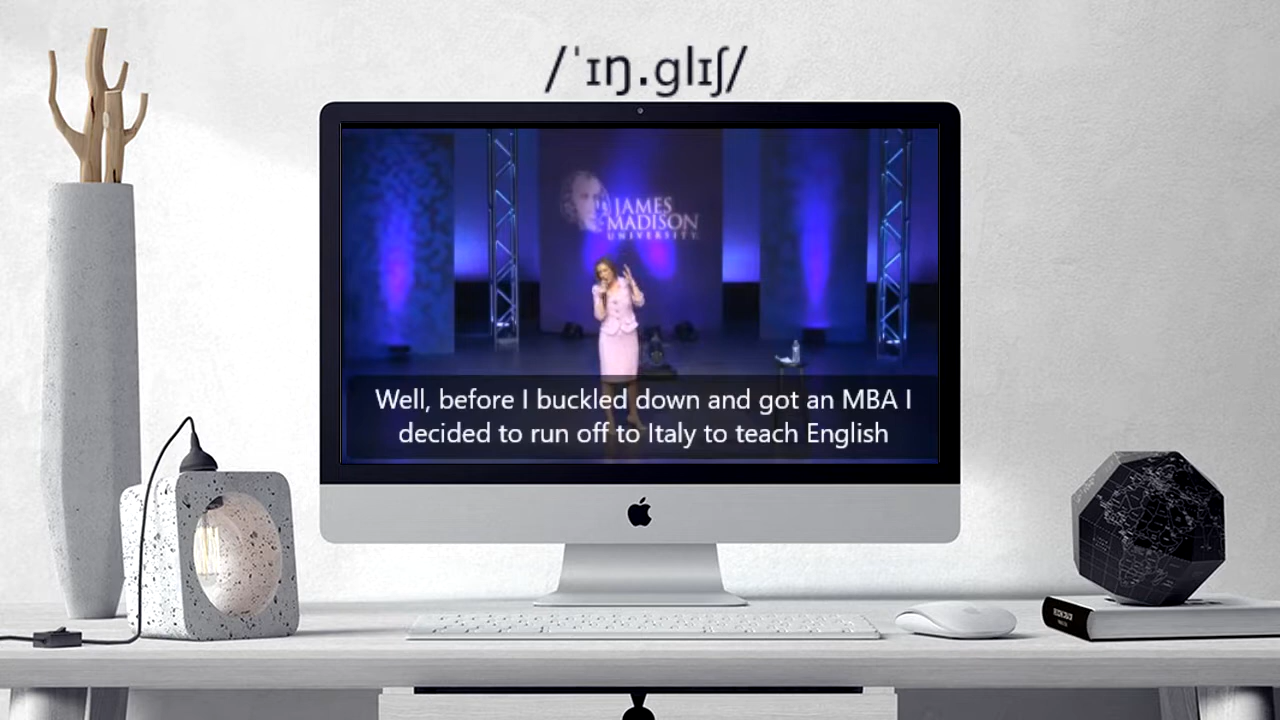 /ˈɪŋ.glɪʃ/
JAMES
MADISON
UNIVERSITY.
Well, before I buckled down and got an MBA I
decided to run off to Italy to teach English